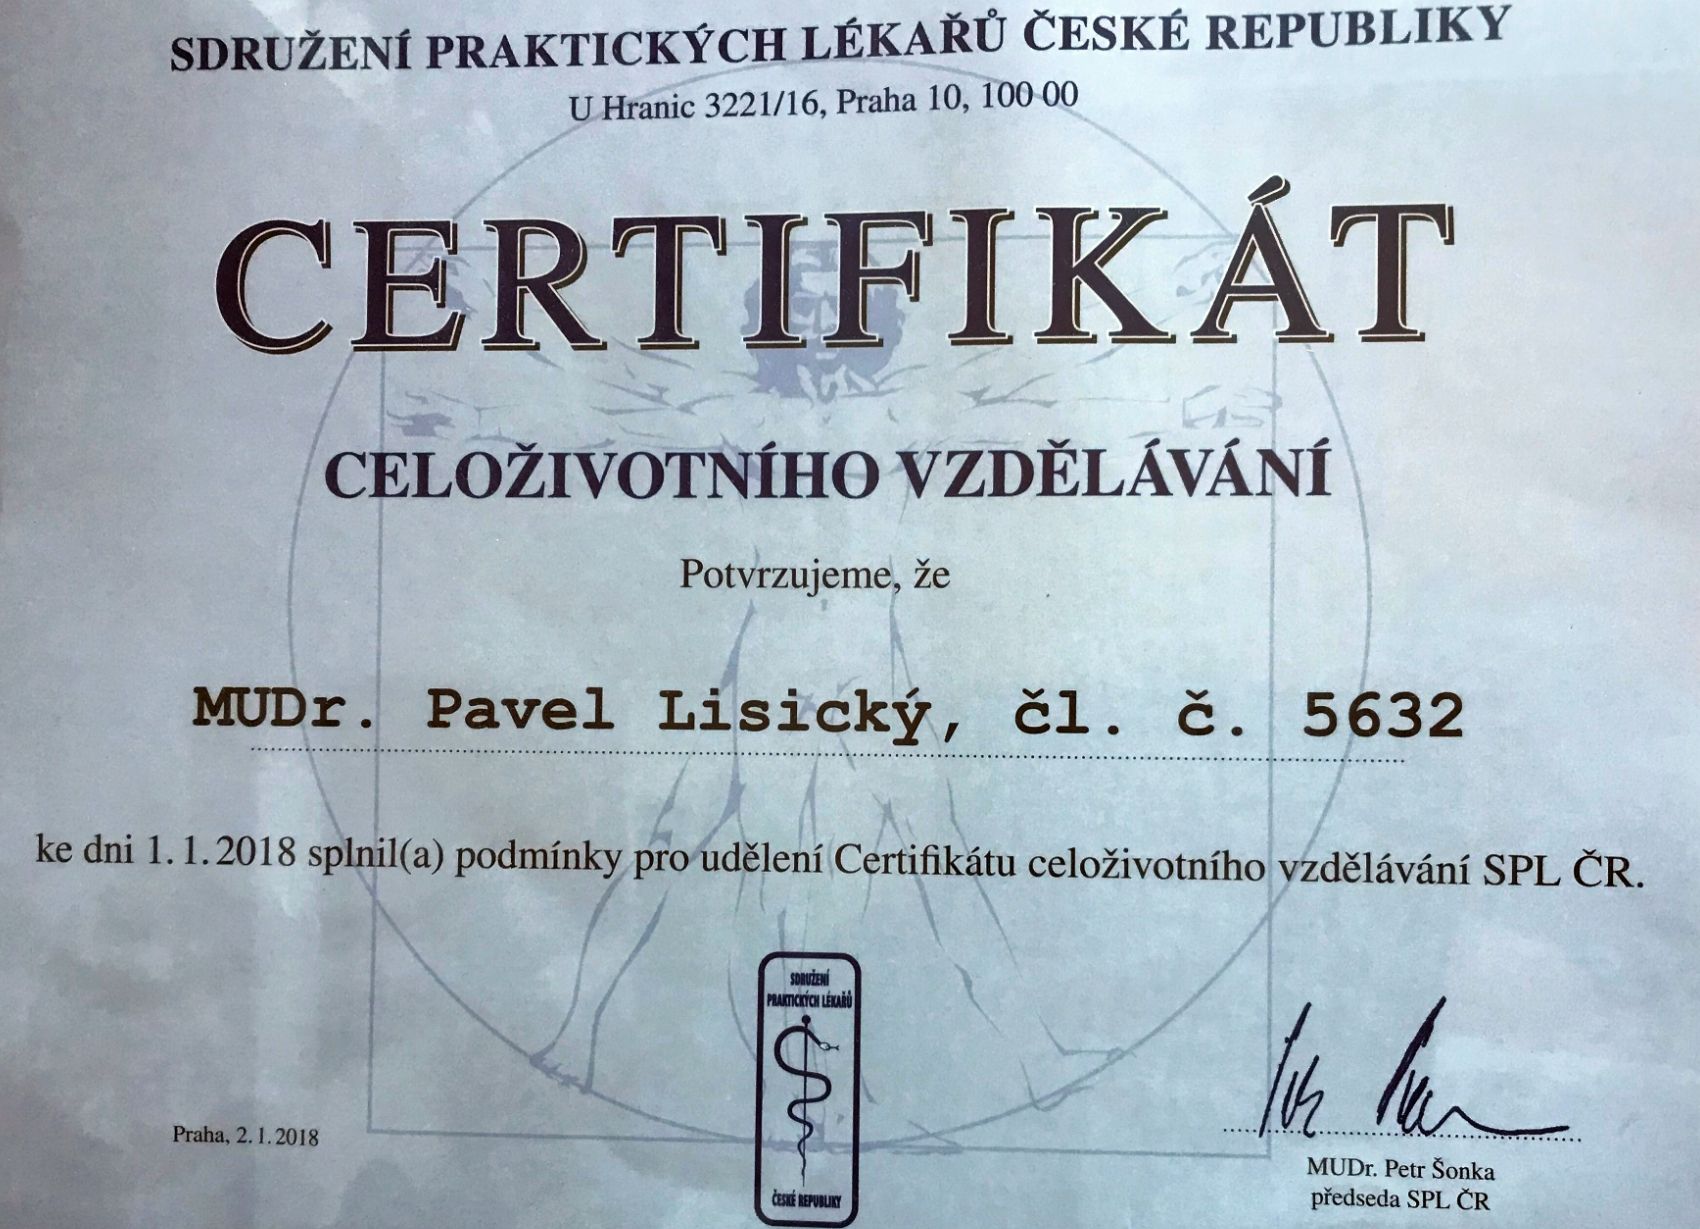 SDRUŽENÍ PRAKTICKÝCH LÉKAŘŮ ČESKÉ REPUBLIKY
U Hranic 3221/16, Praha 10, 100 00
CERTIFIKÁT
CELOŽIVOTNÍHO VZDĚLÁVÁNÍ
Potvrzujeme, že
MUDr. Pavel Lisický, čl. č. 5632
ke dni 1. 1. 2018 splnil(a) podmínky pro udělení Certifikátu celoživotního vzdělávání SPL ČR.
SDRUŽENÍ
PRAKTICKÝCH LÉKAŘŮ
ČESKÉ REPUBLIKY
Praha, 2. 1. 2018
MUDr. Petr Šonka
předseda SPL ČR